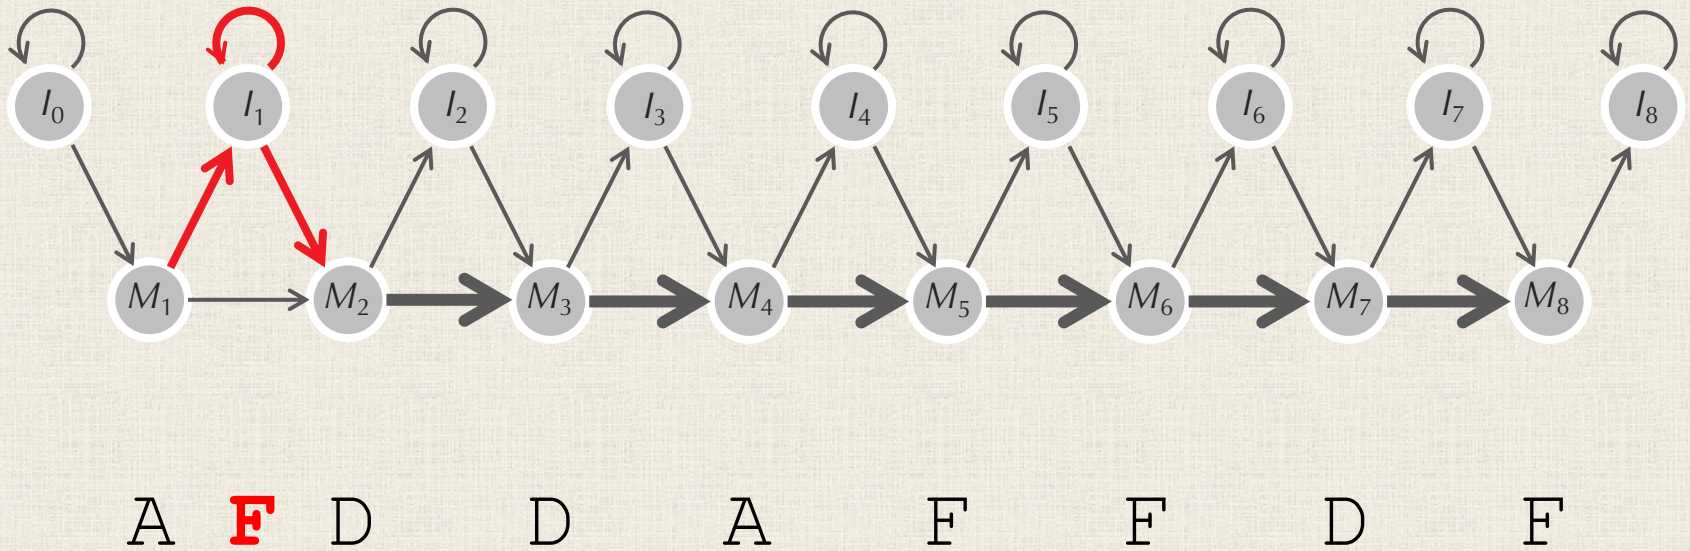 I₀ I₁ I₂ I₃ I₄ I₅ I₆ I₇ I₈
M₁ M₂ M₃ M₄ M₅ M₆ M₇ M₈
A F D D A F F D F